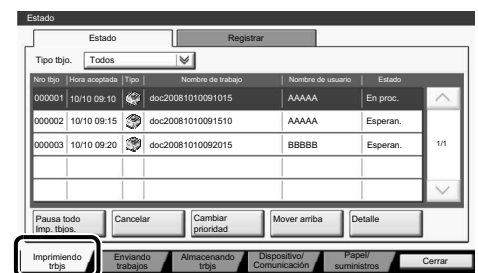 Estado
Estado Registrar
Tipo tbjo. Todos
Nro tbjo Hora aceptada Tipo Nombre de trabajo Nombre de usuario Estado
000001 10/10 09:10 doc20081010091015 AAAAA En proc.
000002 10/10 09:15 doc20081010091510 AAAAA Esperan.
000003 10/10 09:20 doc20081010092015 BBBBB Esperan. 1/1
Pausa todo Imp. tbjos. Cancelar Cambiar prioridad Mover arriba Detalle
Imprimiendo trbjs Enviando trabajos Almacenando trbjs Dispositivo/ Comunicación Papel/ suministros Cerrar